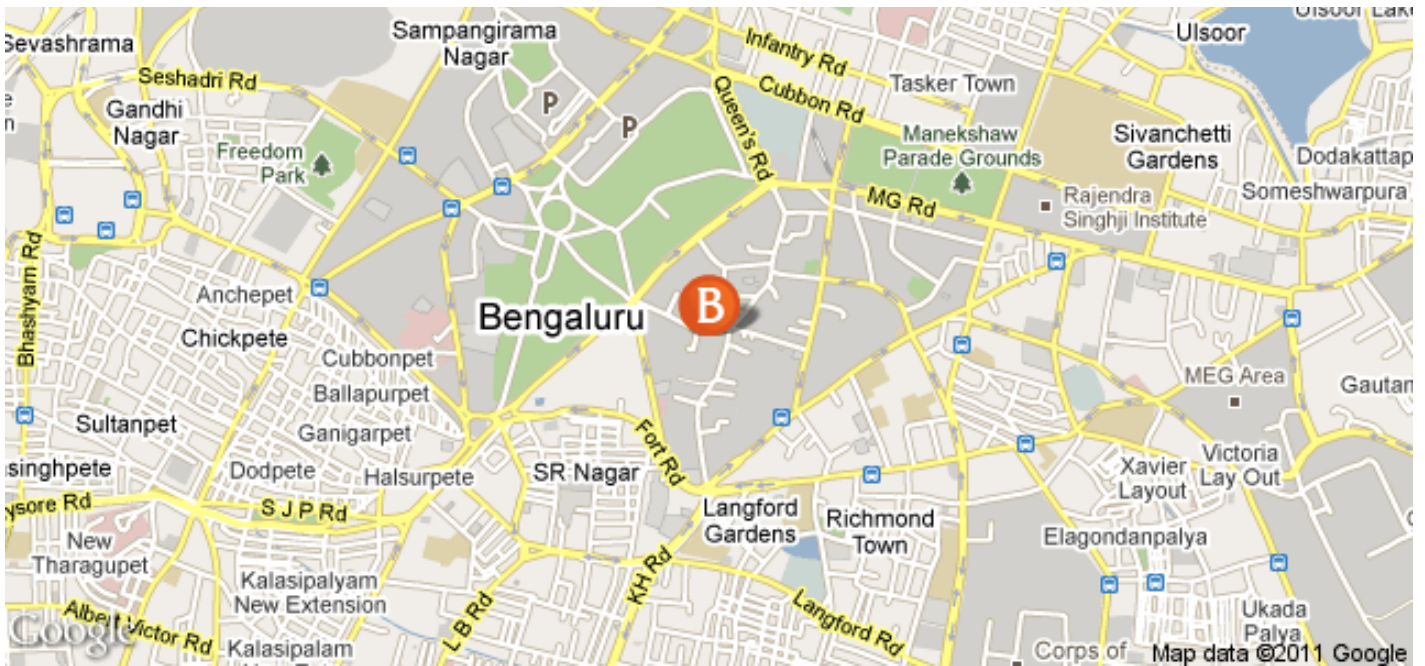 Ulsoor Lake
Sevashrama
Sampangirama
Nagar
Infantry Rd
Ulsoor
Seshadri Rd
Tasker Town
Cubbon Rd
Gandhi
Nagar
P
P
Queen's Rd
Manekshaw
Parade Grounds
Sivanchetti
Gardens
Freedom
Park
Dodakattap
Someshwarpura
MG Rd
Rajendra
Singhji Institute
Bhashyam Rd
Anchepet
B
Bengaluru
Chickpete
Cubbonpet
MEG Area
Gautam
Ballapurpet
Sultanpet
Ganigarpet
Fort Rd
Victoria
Lay Out
singhpete
Dodpete
Halsurpete
SR Nagar
Xavier
Layout
ysore Rd
S J P Rd
Langford
Gardens
Richmond
Town
New
Tharagupet
Elagondanpalya
Kalasipalyam
New Extension
KH Rd
L B Rd
Langford Rd
Albert Victor Rd
Ukada
Palya
Google
Kalasipalam
Corps of
Map data ©2011 Google